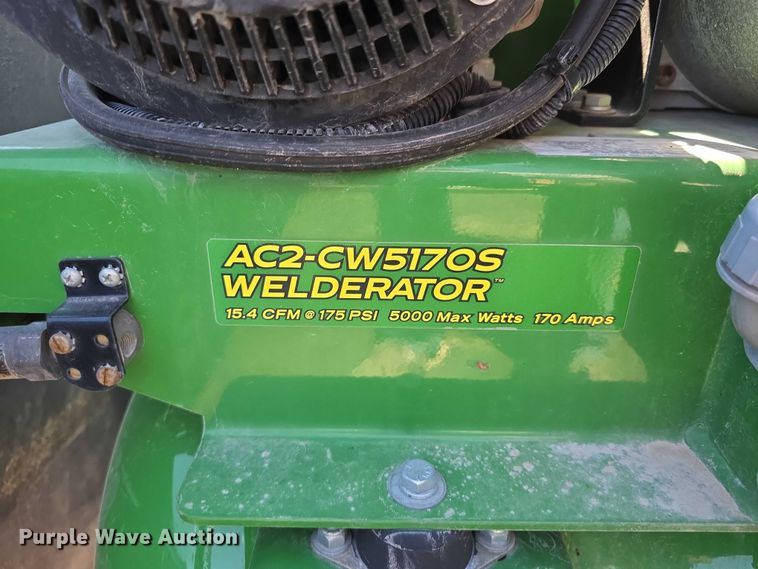 AC2-CW5170S
WELDERATOR™
15.4 CFM @ 175 PSI 5000 Max Watts 170 Amps
Purple Wave Auction